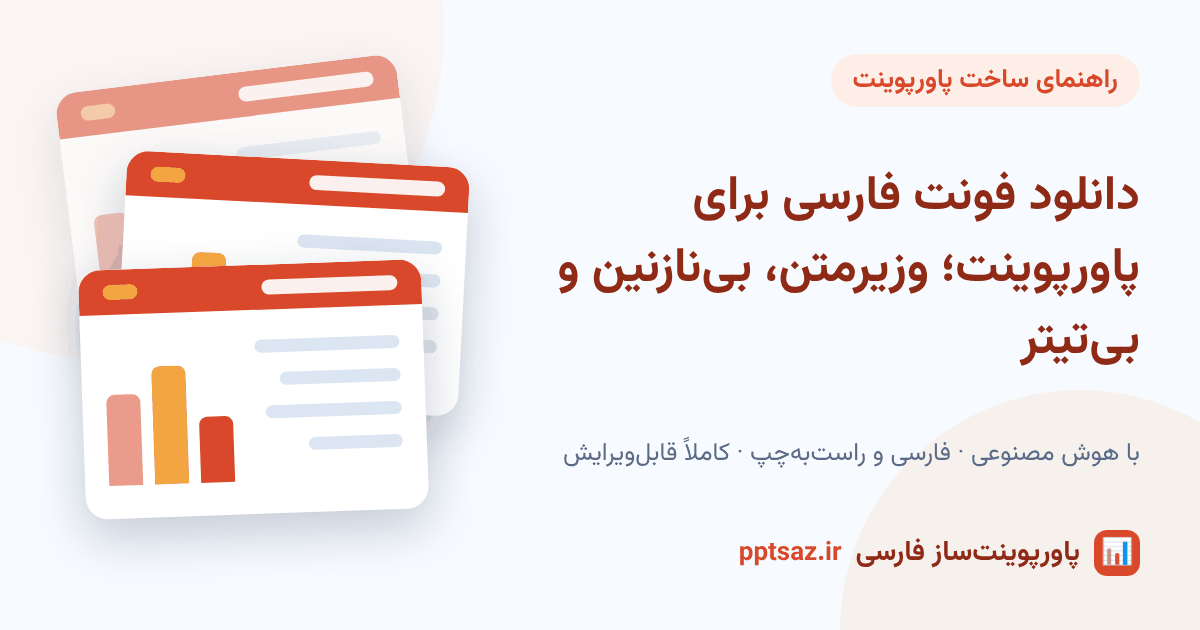 راهنمای ساخت پاورپوینت
دانلود فونت فارسی برای
پاورپوینت؛ وزیرمتن، بی‌نازنین و
بی‌تیتر
با هوش مصنوعی · فارسی و راست‌به‌چپ · کاملاً قابل‌ویرایش
پاورپوینت‌ساز فارسی pptsaz.ir